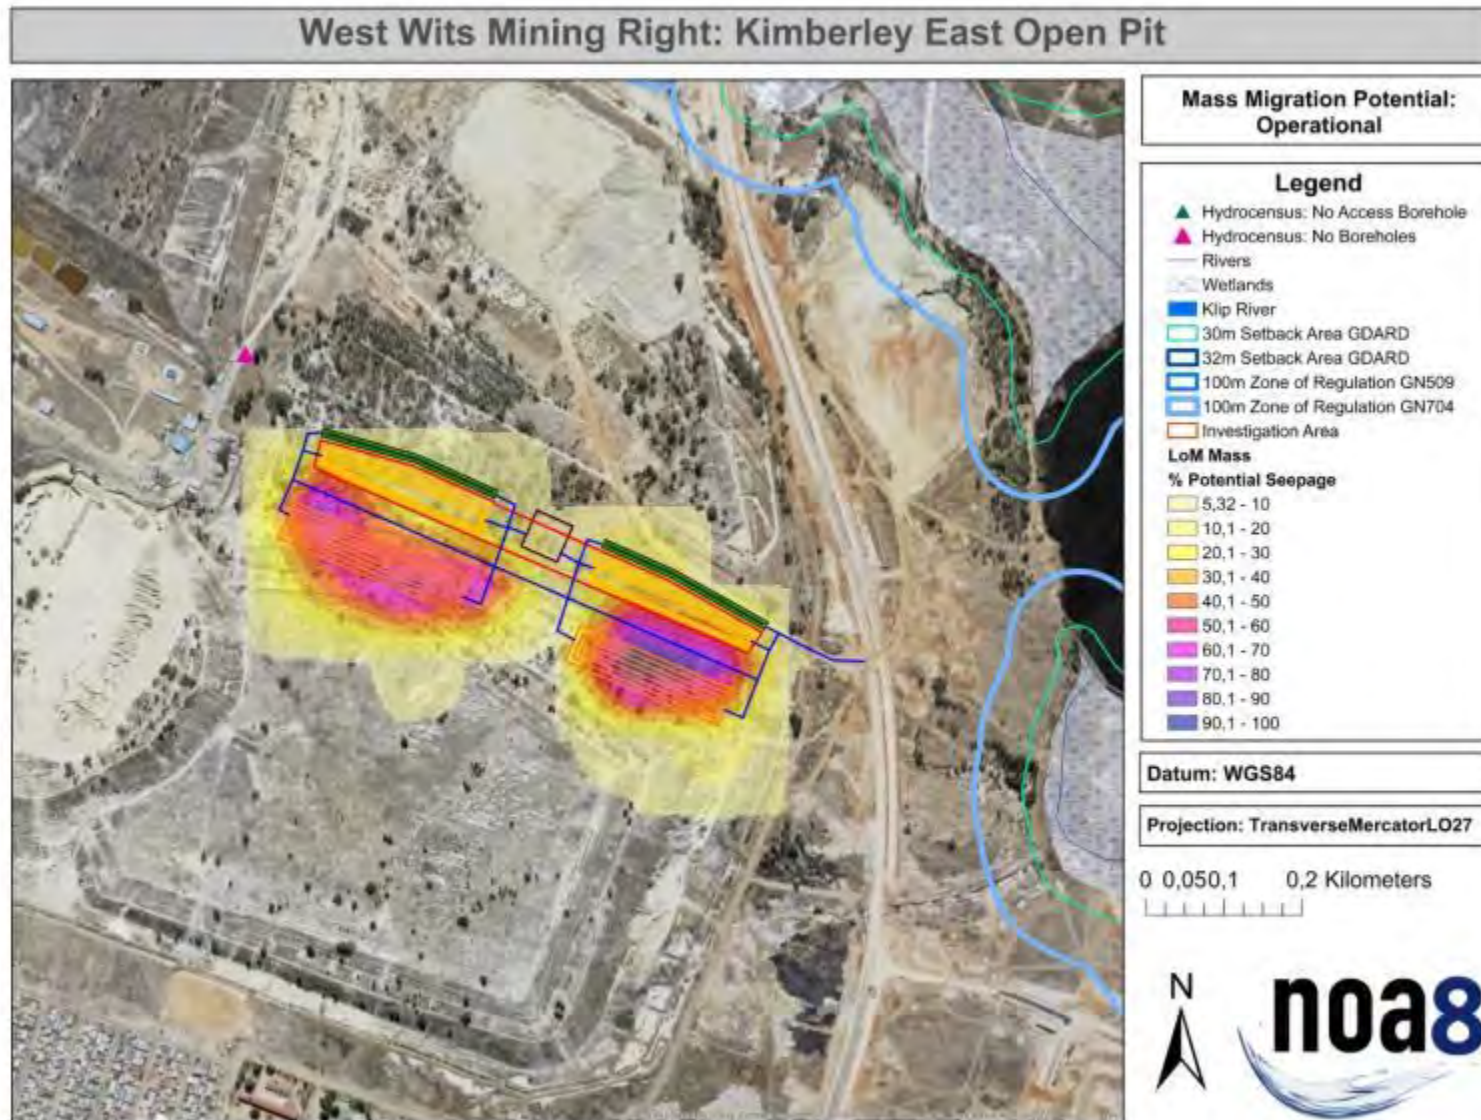 West Wits Mining Right: Kimberley East Open Pit
Mass Migration Potential:
Operational
Legend
Hydrocensus: No Access Borehole
Hydrocensus: No Boreholes
Rivers
Wetlands
Klip River
30m Setback Area GDARD
32m Setback Area GDARD
100m Zone of Regulation GN509
100m Zone of Regulation GN704
Investigation Area
LoM Mass
% Potential Seepage
5,32 - 10
10,1 - 20
20,1 - 30
30,1 - 40
40,1 - 50
50,1 - 60
60,1 - 70
70,1 - 80
80,1 - 90
90,1 - 100
Datum: WGS84
Projection: TransverseMercatorLO27
0 0,050,1 0,2 Kilometers
N
noa8